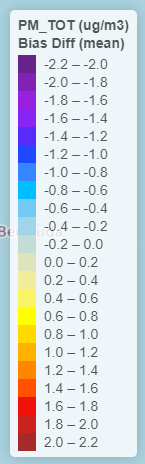 PM_TOT (ug/m3)
Bias Diff (mean)
-2.2 – -2.0
-2.0 – -1.8
-1.8 – -1.6
-1.6 – -1.4
-1.4 – -1.2
-1.2 – -1.0
-1.0 – -0.8
-0.8 – -0.6
-0.6 – -0.4
-0.4 – -0.2
-0.2 – 0.0
0.0 – 0.2
0.2 – 0.4
0.4 – 0.6
0.6 – 0.8
0.8 – 1.0
1.0 – 1.2
1.2 – 1.4
1.4 – 1.6
1.6 – 1.8
1.8 – 2.0
2.0 – 2.2